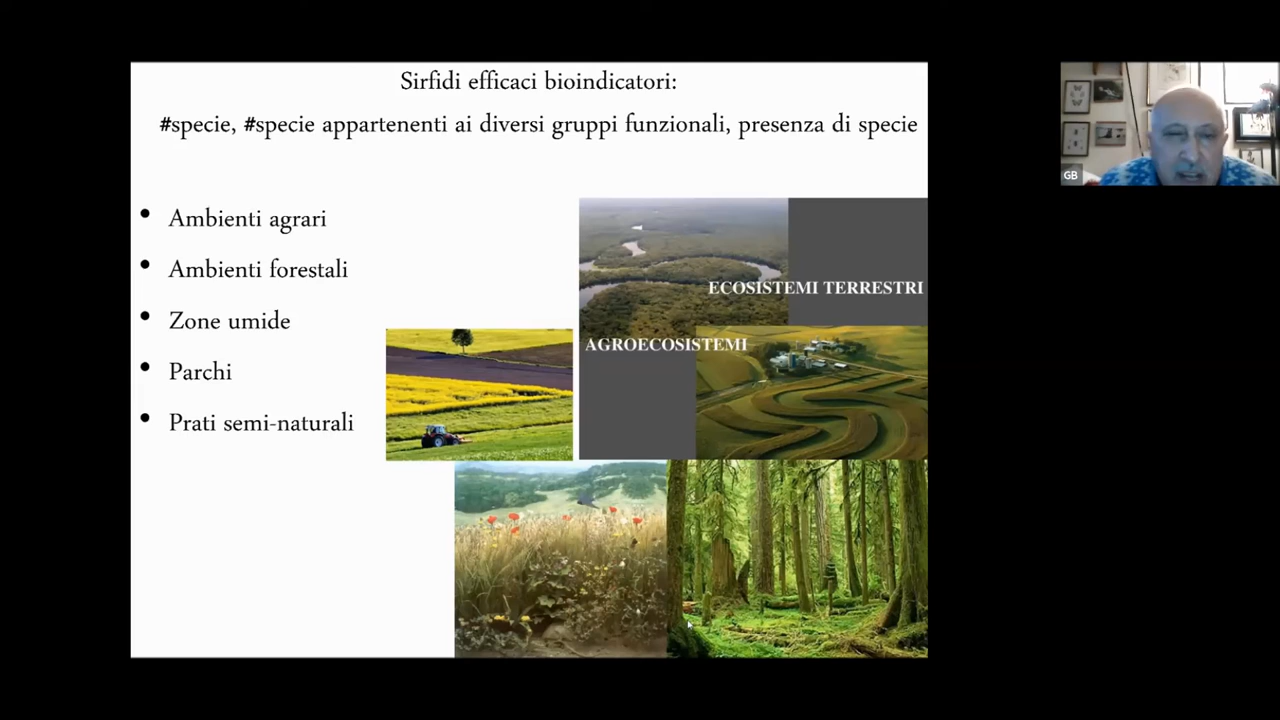 Sirfidi efficaci bioindicatori:
#specie, #specie appartenenti ai diversi gruppi funzionali, presenza di specie
• Ambienti agrari
• Ambienti forestali
• Zone umide
• Parchi
• Prati semi-naturali
ECOSISTEMI TERRESTRI
AGROECOSISTEMI
GB